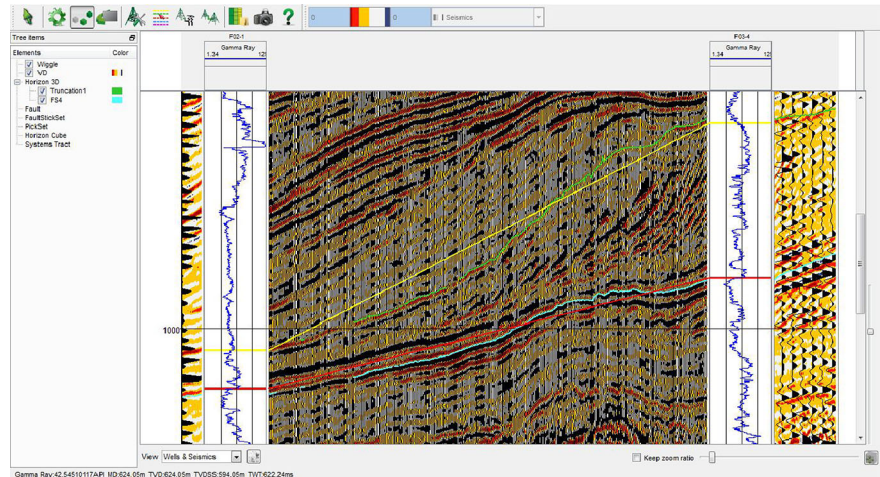 0
0
Seismics
Tree items
Elements Color
Wiggle
VD
Horizon 3D
Truncation1
FS4
Fault
FaultStickSet
PickSet
Horizon Cube
Systems Tract
F02-1
Gamma Ray
1.34 12
F03-4
Gamma Ray
1.34 12
1000
View Wells & Seismics
Keep zoom ratio
Gamma Ray:42.54510117API MD:624.05m TVD:624.05m TVDSS:594.05m TWT:622.24ms